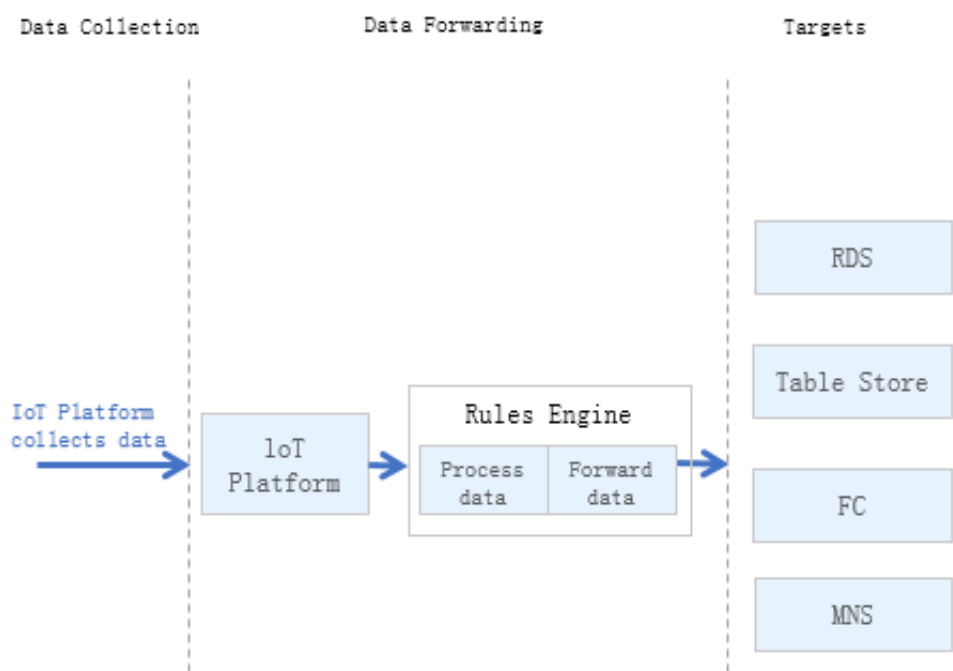 Data Collection
Data Forwarding
Targets
RDS
Table Store
IoT Platform
collects data
loT
Platform
Rules Engine
Process
data
Forward
data
FC
MNS